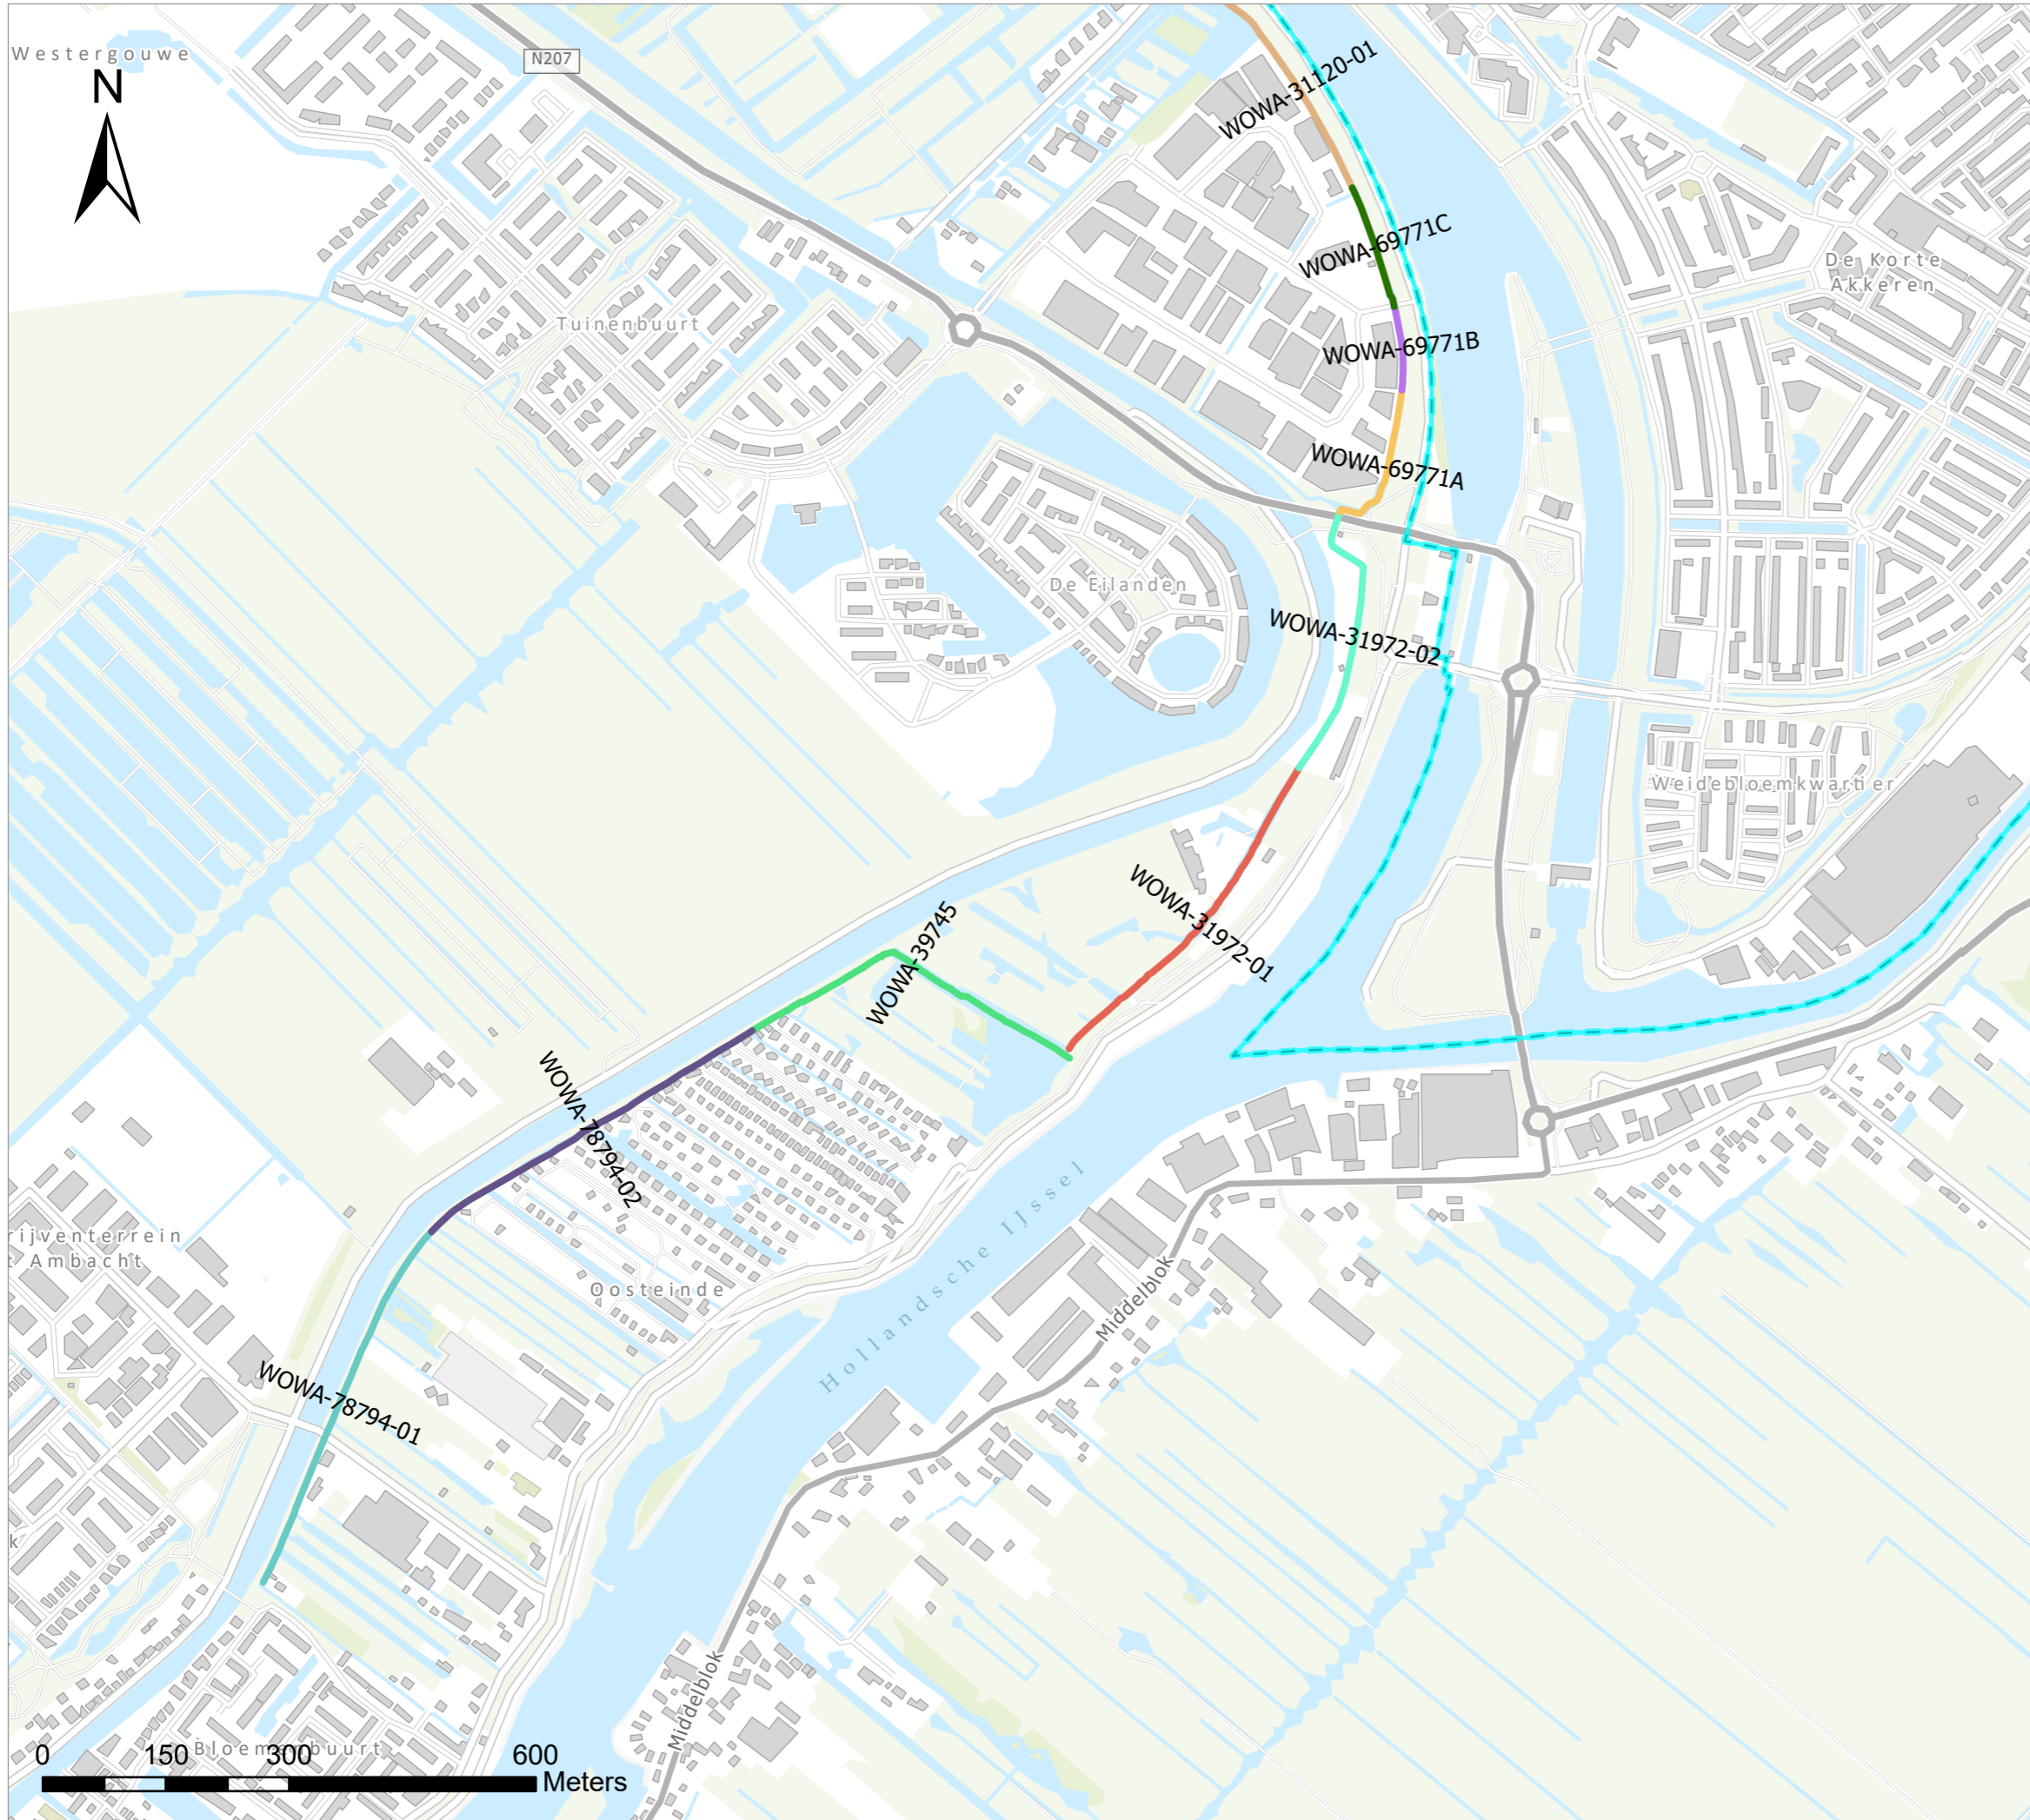 Westergouwe
N
N207
WOWA-31120-01
WOWA-69771C
De Korte
Akkeren
Tuinenbuurt
WOWA-69771B
WOWA-69771A
De Eilanden
WOWA-31972-02
Weidebloemkwartier
WOWA-31972-01
WOWA-39745
WOWA-78794-02
Hollandsche IJssel
rijventerrein
t Ambacht
Oosteinde
Middelblok
WOWA-78794-01
k
Middelblok
Bloemenbuurt
0 150 300 600
Meters